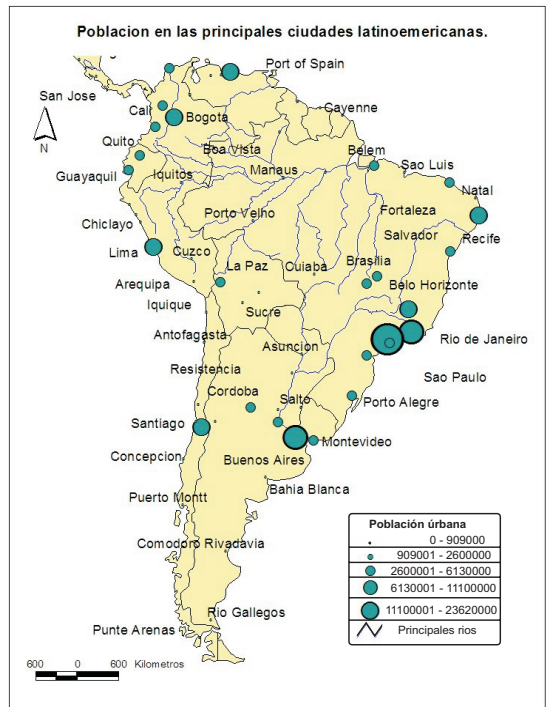 Poblacion en las principales ciudades latinoemericanas.
Port of Spain
San Jose
Cayenne
Cali
Bogota
N
Quito
Boa Vista
Belem
Sao Luis
Guayaquil
Iquitos
Manaus
Natal
Porto Velho
Fortaleza
Chiclayo
Salvador
Recife
Lima
Cuzco
Brasilia
La Paz
Cuiaba
Arequipa
Belo Horizonte
Iquique
Sucre
Antofagasta
Asuncion
Rio de Janeiro
Resistencia
Sao Paulo
Cordoba
Salto
Porto Alegre
Santiago
Montevideo
Concepcion
Buenos Aires
Bahia Blanca
Puerto Montt
Comodoro Rivadavia
Rio Gallegos
Punte Arenas
Población úrbana
0 - 909000
909001 - 2600000
2600001 - 6130000
6130001 - 11100000
11100001 - 23620000
Principales rios
600 0 600 Kilometros